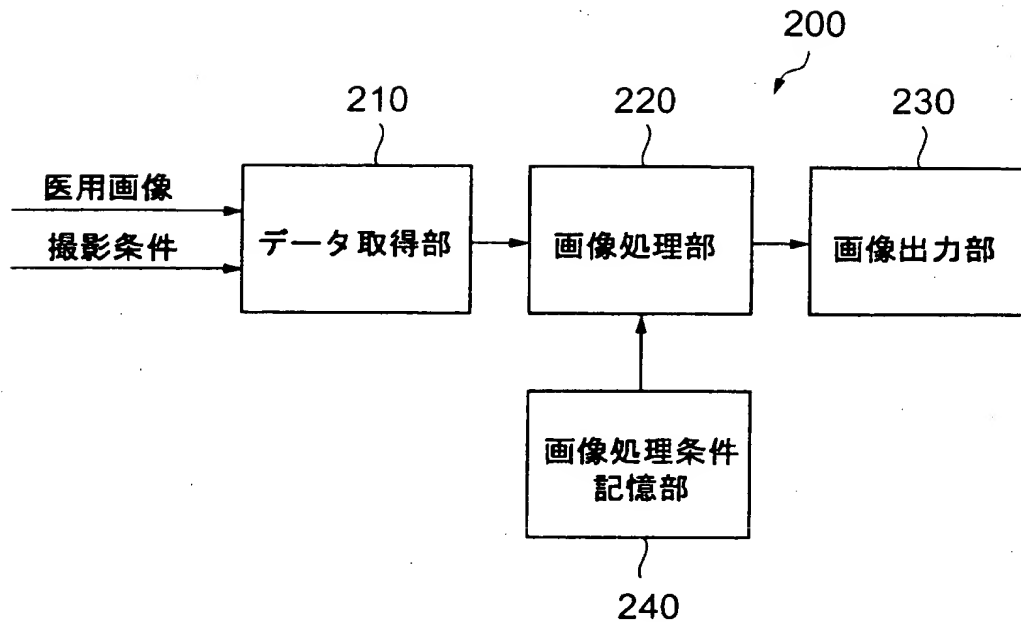 200
210
220
230
医用画像
撮影条件
データ取得部
画像処理部
画像出力部
画像処理条件
記憶部
240